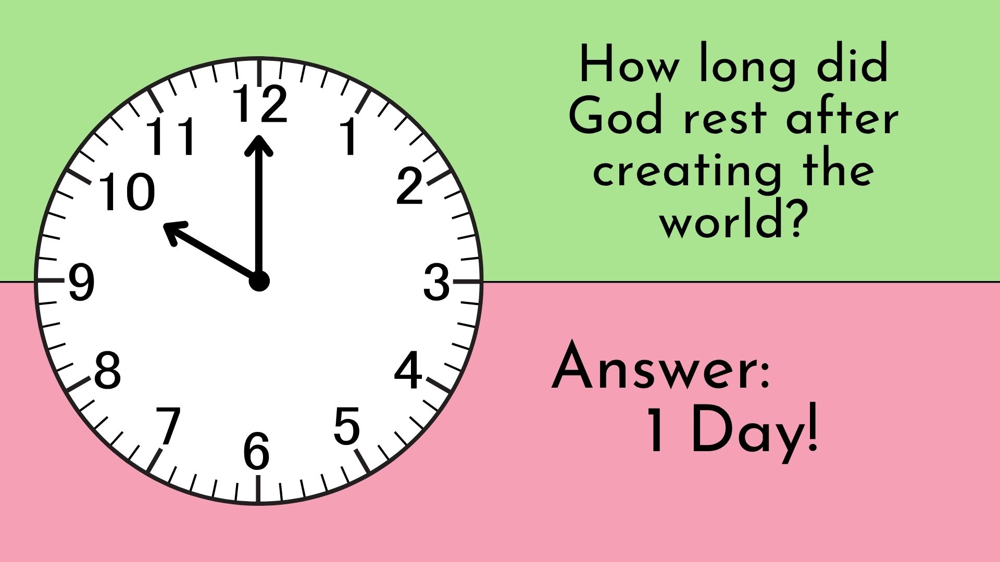 12
11
1
10
2
9
3
8
4
7
5
6
How long did
God rest after
creating the
world?
Answer:
1 Day!